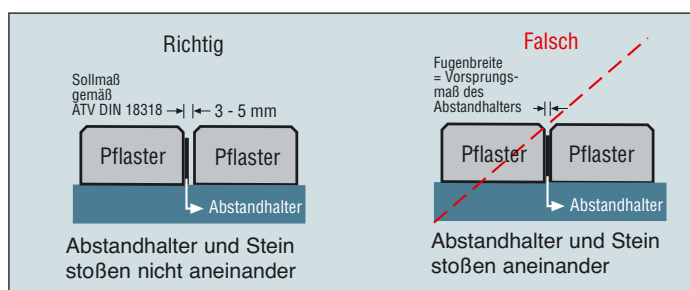 Richtig
Sollmaß
gemäß
ATV DIN 18318
3 - 5 mm
Pflaster
Pflaster
Abstandhalter
Abstandhalter und Stein
stoßen nicht aneinander
Falsch
Fugenbreite
= Vorsprungs-
maß des
Abstandhalters
Pflaster
Pflaster
Abstandhalter
Abstandhalter und Stein
stoßen aneinander